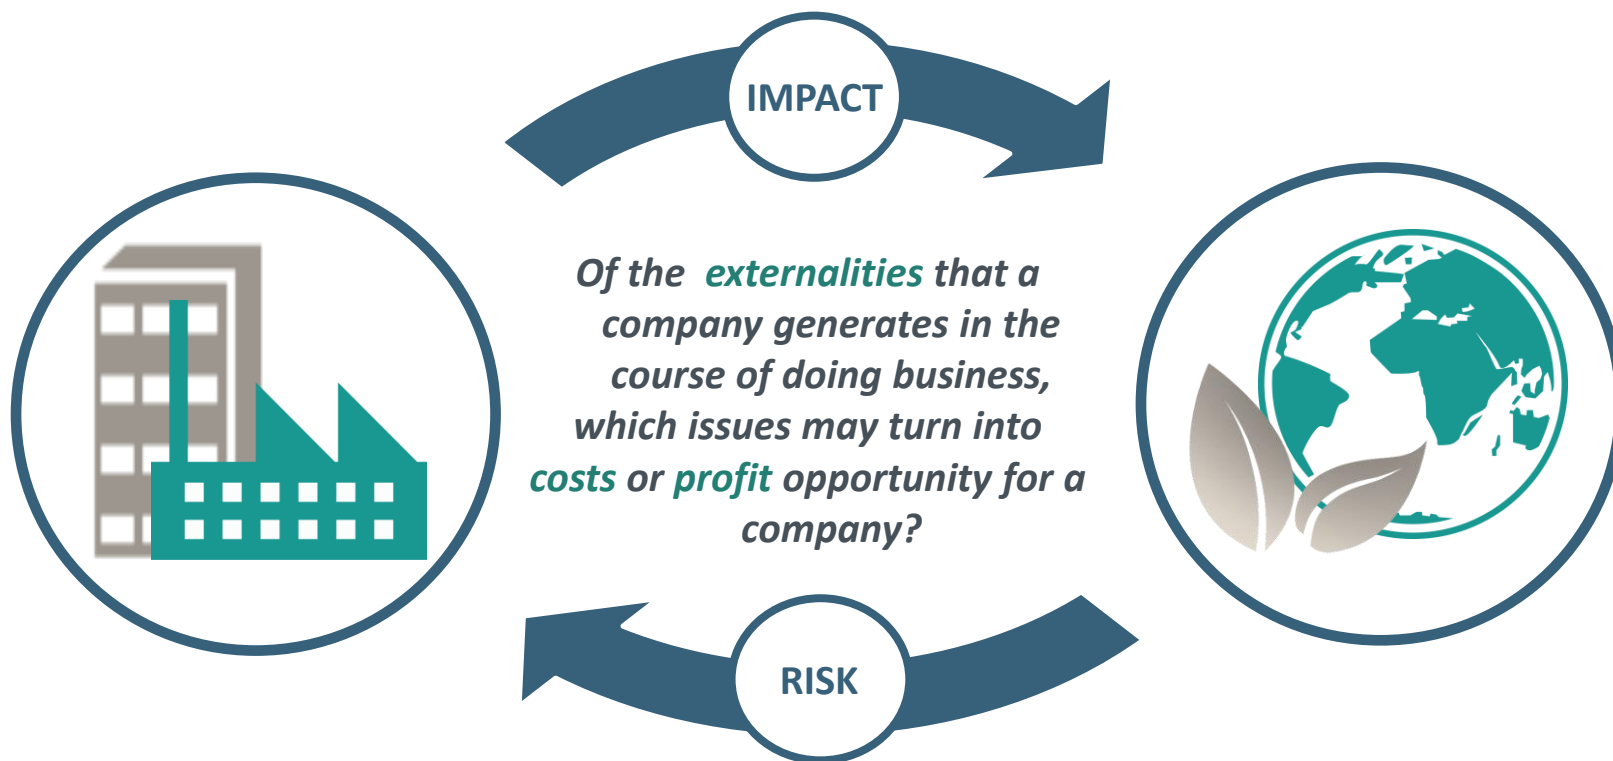 IMPACT
Of the externalities that a
company generates in the
course of doing business,
which issues may turn into
costs or profit opportunity for a
company?
RISK